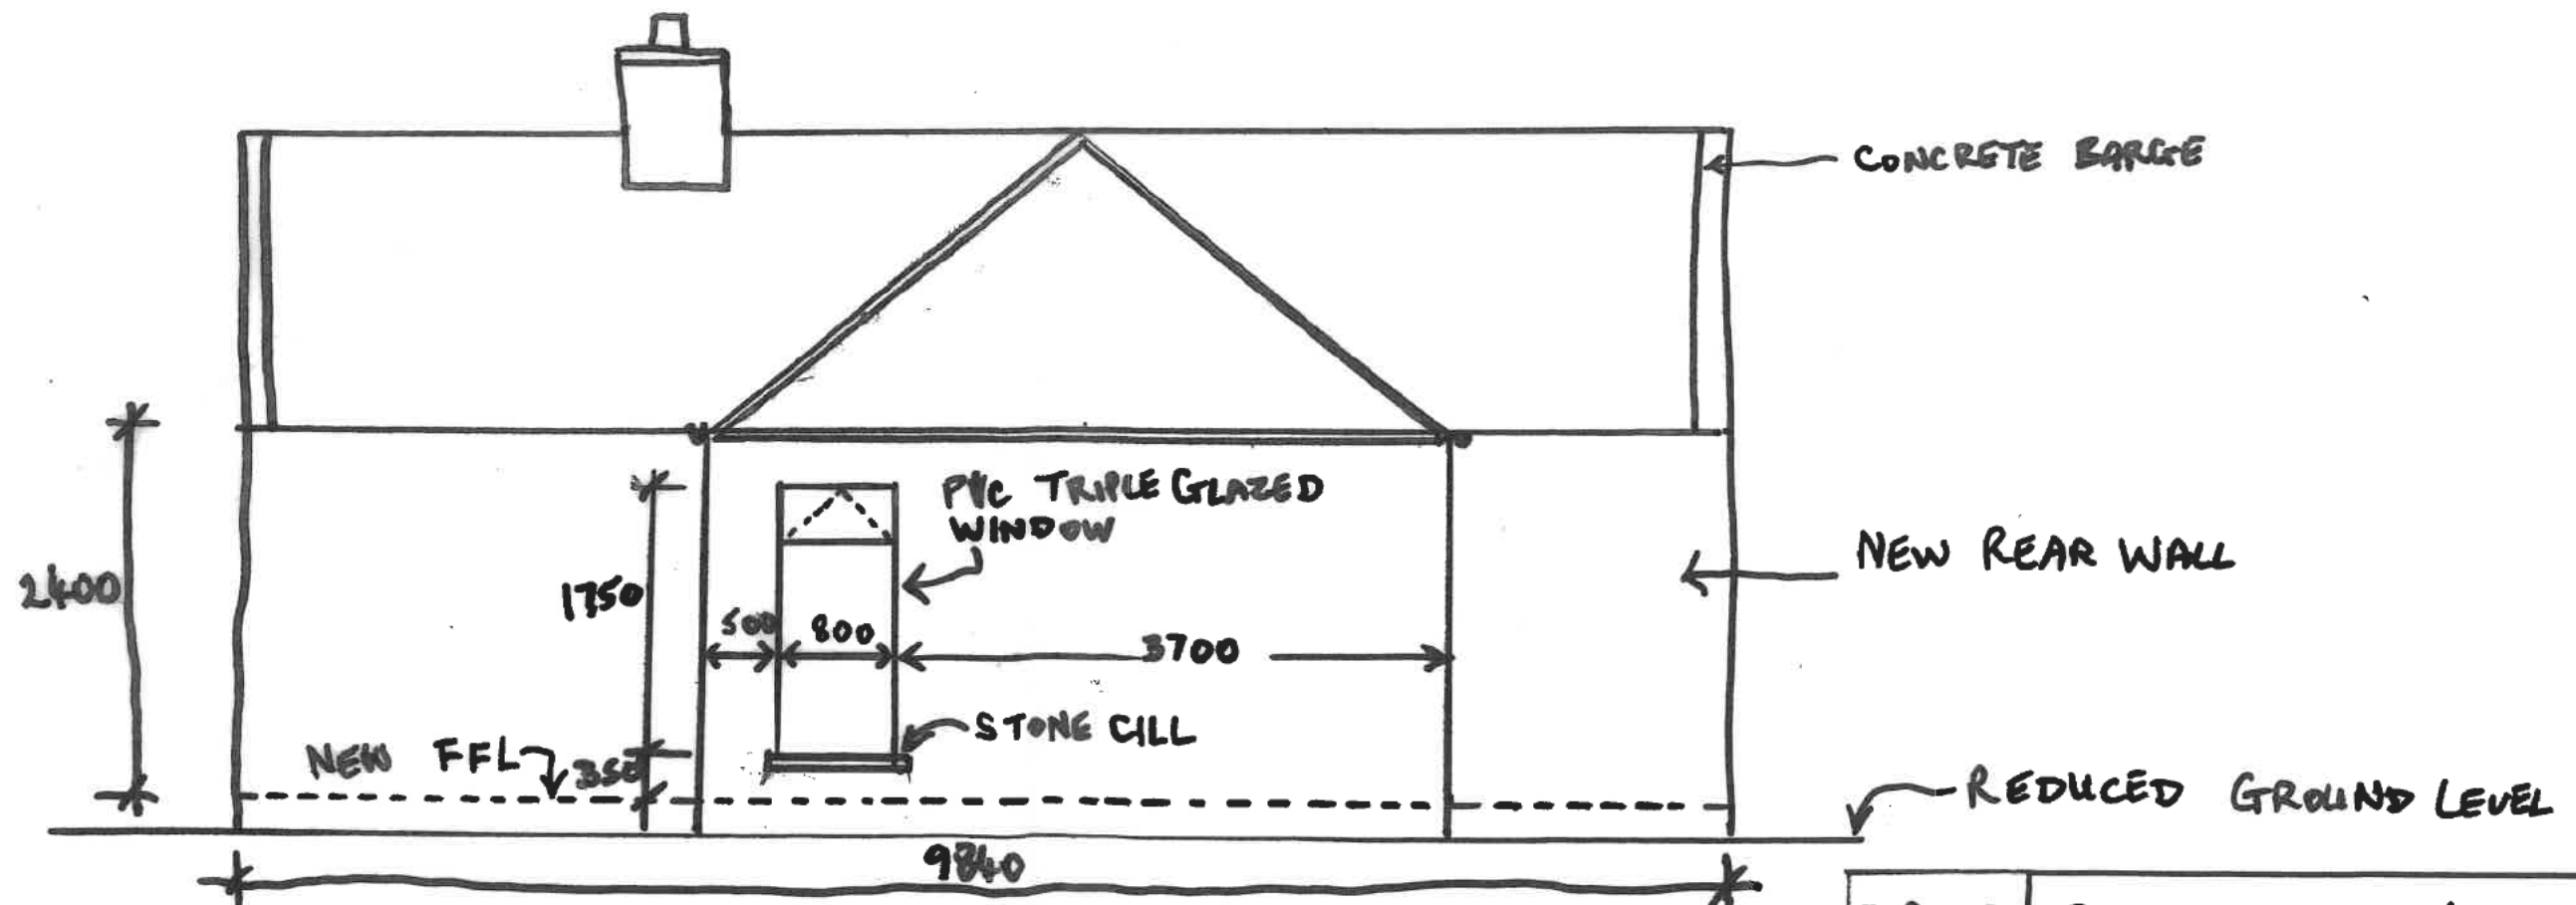 CONCRETE BARGE
PVC TRIPLE GLAZED
WINDOW
NEW REAR WALL
2400
1750
500
800
3700
STONE CILL
NEW FFL
350
REDUCED GROUND LEVEL
9840